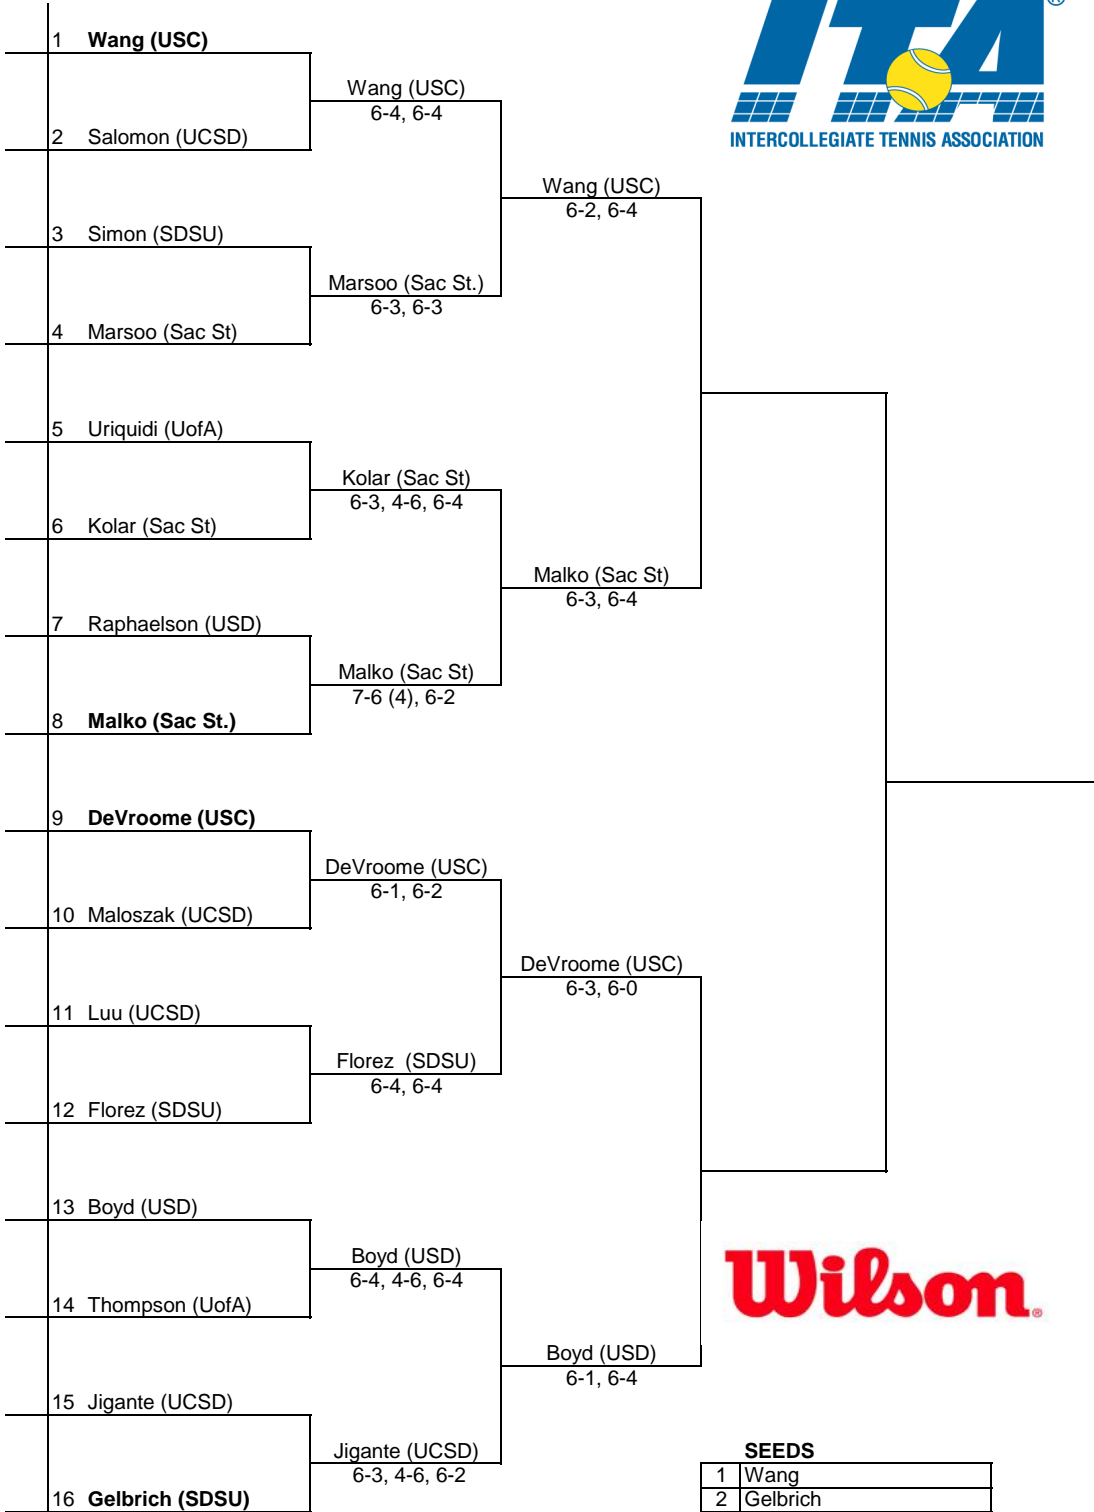 ITA
®
INTERCOLLEGIATE TENNIS ASSOCIATION
1 Wang (USC)
2 Salomon (UCSD)
3 Simon (SDSU)
4 Marsoo (Sac St)
5 Uriquidi (UofA)
6 Kolar (Sac St)
7 Raphaelson (USD)
8 Malko (Sac St.)
9 DeVroome (USC)
10 Maloszak (UCSD)
11 Luu (UCSD)
12 Florez (SDSU)
13 Boyd (USD)
14 Thompson (UofA)
15 Jigante (UCSD)
16 Gelbrich (SDSU)
Wang (USC)
6-4, 6-4
Marsoo (Sac St.)
6-3, 6-3
Kolar (Sac St)
6-3, 4-6, 6-4
Malko (Sac St)
7-6 (4), 6-2
DeVroome (USC)
6-1, 6-2
Florez (SDSU)
6-4, 6-4
Boyd (USD)
6-4, 4-6, 6-4
Jigante (UCSD)
6-3, 4-6, 6-2
Wang (USC)
6-2, 6-4
Malko (Sac St)
6-3, 6-4
DeVroome (USC)
6-3, 6-0
Boyd (USD)
6-1, 6-4
Wilson®
SEEDS
1 Wang
2 Gelbrich